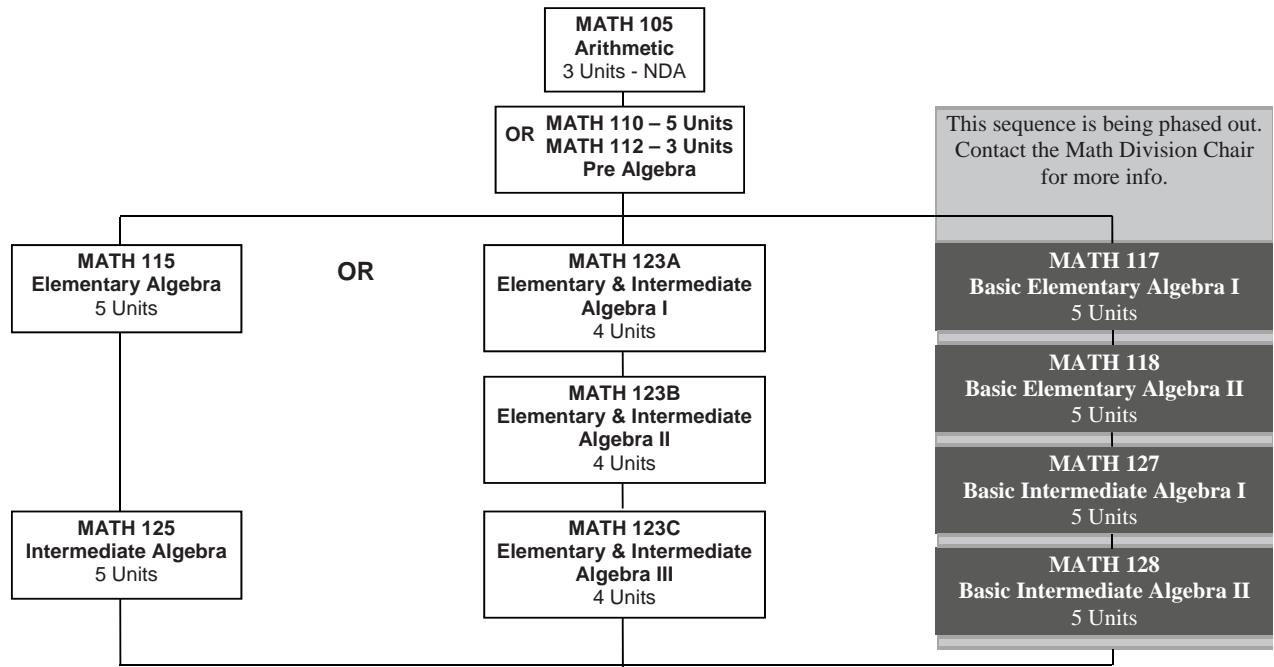 MATH 105
Arithmetic
3 Units - NDA
OR MATH 110 – 5 Units
MATH 112 – 3 Units
Pre Algebra
This sequence is being phased out.
Contact the Math Division Chair
for more info.
MATH 115
Elementary Algebra
5 Units
OR
MATH 123A
Elementary & Intermediate
Algebra I
4 Units
MATH 117
Basic Elementary Algebra I
5 Units
MATH 123B
Elementary & Intermediate
Algebra II
4 Units
MATH 118
Basic Elementary Algebra II
5 Units
MATH 127
Basic Intermediate Algebra I
5 Units
MATH 125
Intermediate Algebra
5 Units
MATH 123C
Elementary & Intermediate
Algebra III
4 Units
MATH 128
Basic Intermediate Algebra II
5 Units